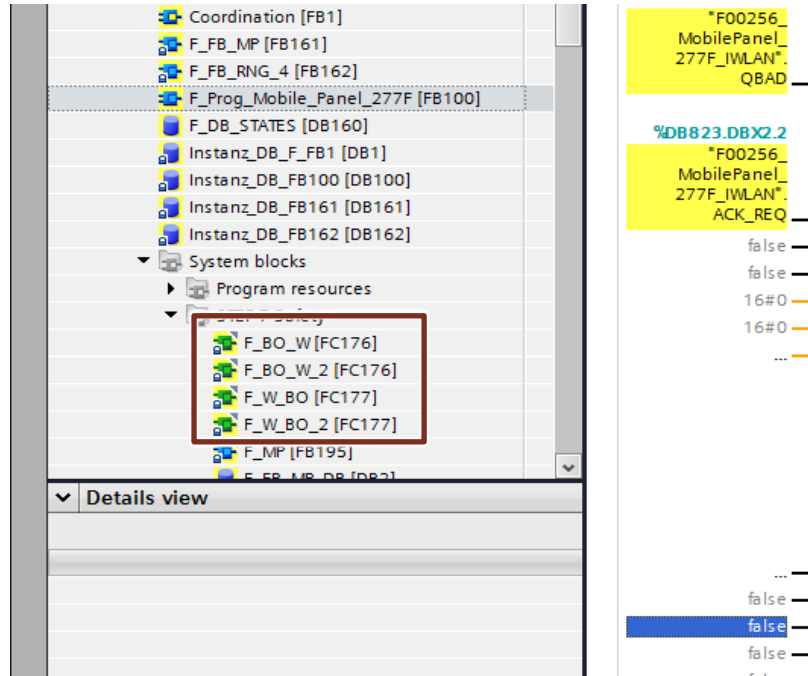 Coordination [FB1]
F_FB_MP [FB161]
F_FB_RNG_4 [FB162]
F_Prog_Mobile_Panel_277F [FB100]
F_DB_STATES [DB160]
Instanz_DB_F_FB1 [DB1]
Instanz_DB_FB100 [DB100]
Instanz_DB_FB161 [DB161]
Instanz_DB_FB162 [DB162]
System blocks
Program resources
F_BO_W [FC176]
F_BO_W_2 [FC176]
F_W_BO [FC177]
F_W_BO_2 [FC177]
F_MP [FB195]
Details view
"F00256_
MobilePanel_
277F_IWLAN".
QBAD
%DB823.DBX2.2
"F00256_
MobilePanel_
277F_IWLAN".
ACK_REQ
false
false
16#0
16#0
...
...
false
false
false